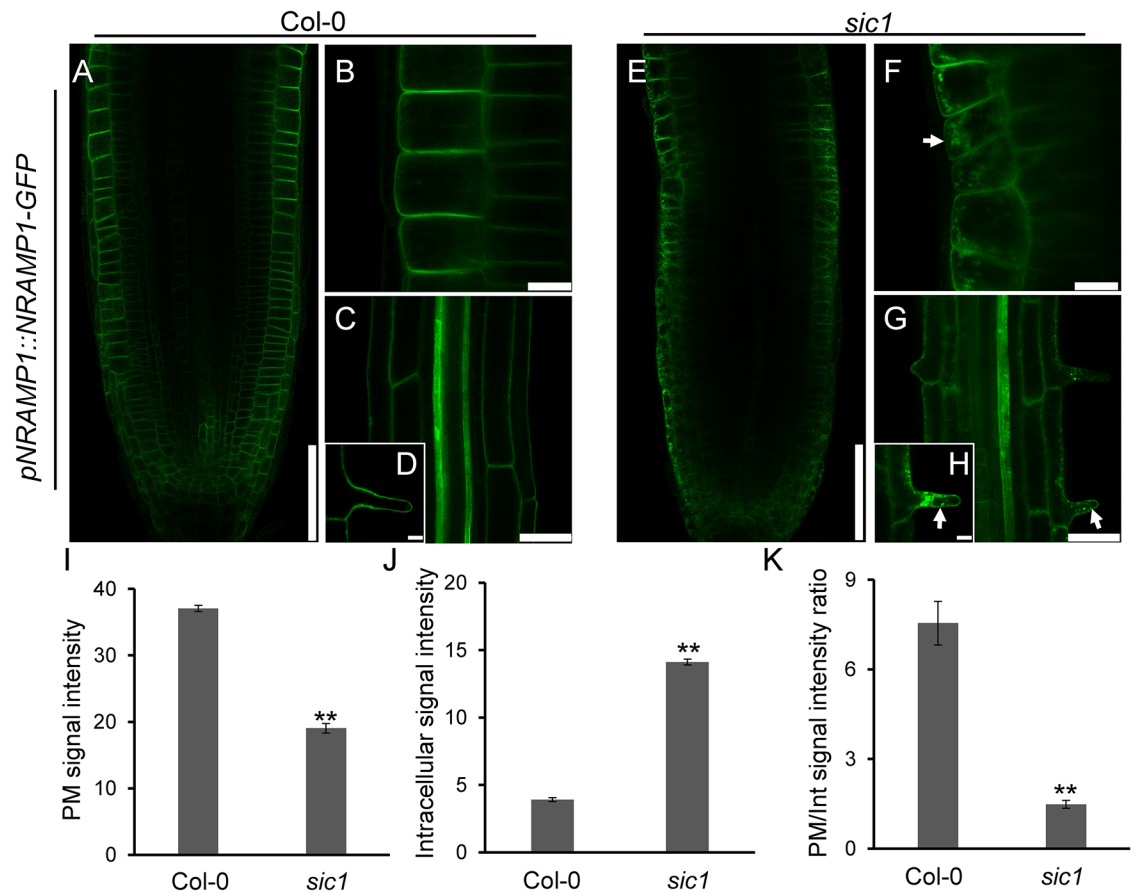 Col-0
sic1
pNRAMP1::NRAMP1-GFP
A
B
C
D
E
F
G
H
I
PM signal intensity
40
30
20
10
0
**
Col-0
sic1
J
Intracellular signal intensity
20
15
10
5
0
**
Col-0
sic1
K
PM/Int signal intensity ratio
9
6
3
0
**
Col-0
sic1